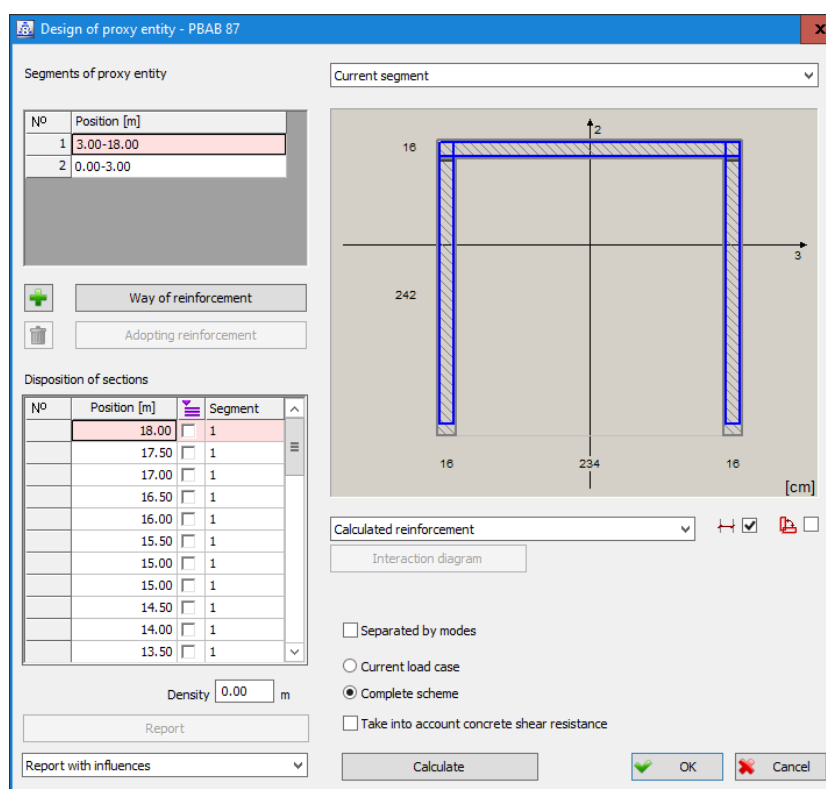 Design of proxy entity - PBAB 87
x
Segments of proxy entity
Current segment
Nº Position [m]
1 3.00-18.00
2 0.00-3.00
16
2
3
242
16 234 16
[cm]
Way of reinforcement
Adopting reinforcement
Disposition of sections
Nº Position [m] Segment
18.00 1
17.50 1
17.00 1
16.50 1
16.00 1
15.50 1
15.00 1
15.00 1
14.50 1
14.00 1
13.50 1
Calculated reinforcement
Interaction diagram
Separated by modes
Current load case
Complete scheme
Take into account concrete shear resistance
Density 0.00 m
Report
Report with influences
Calculate
OK
Cancel